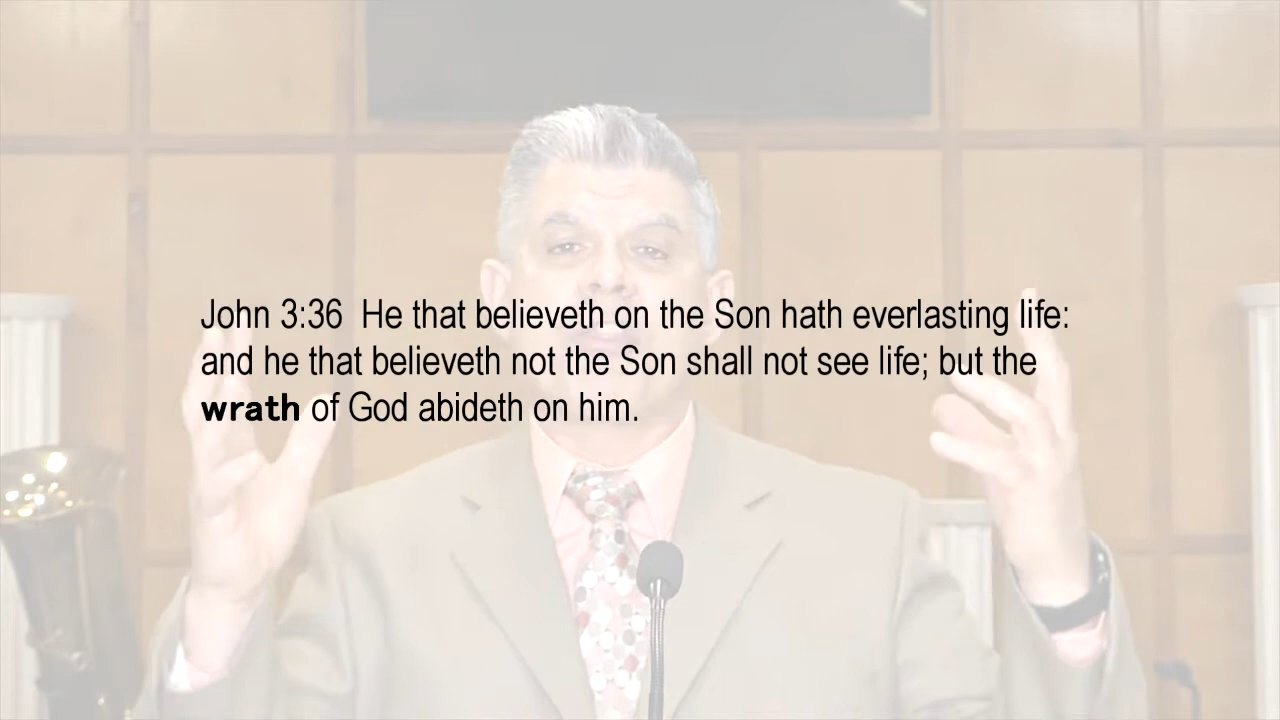 John 3:36  He that believeth on the Son hath everlasting life:
and he that believeth not the Son shall not see life; but the
wrath of God abideth on him.